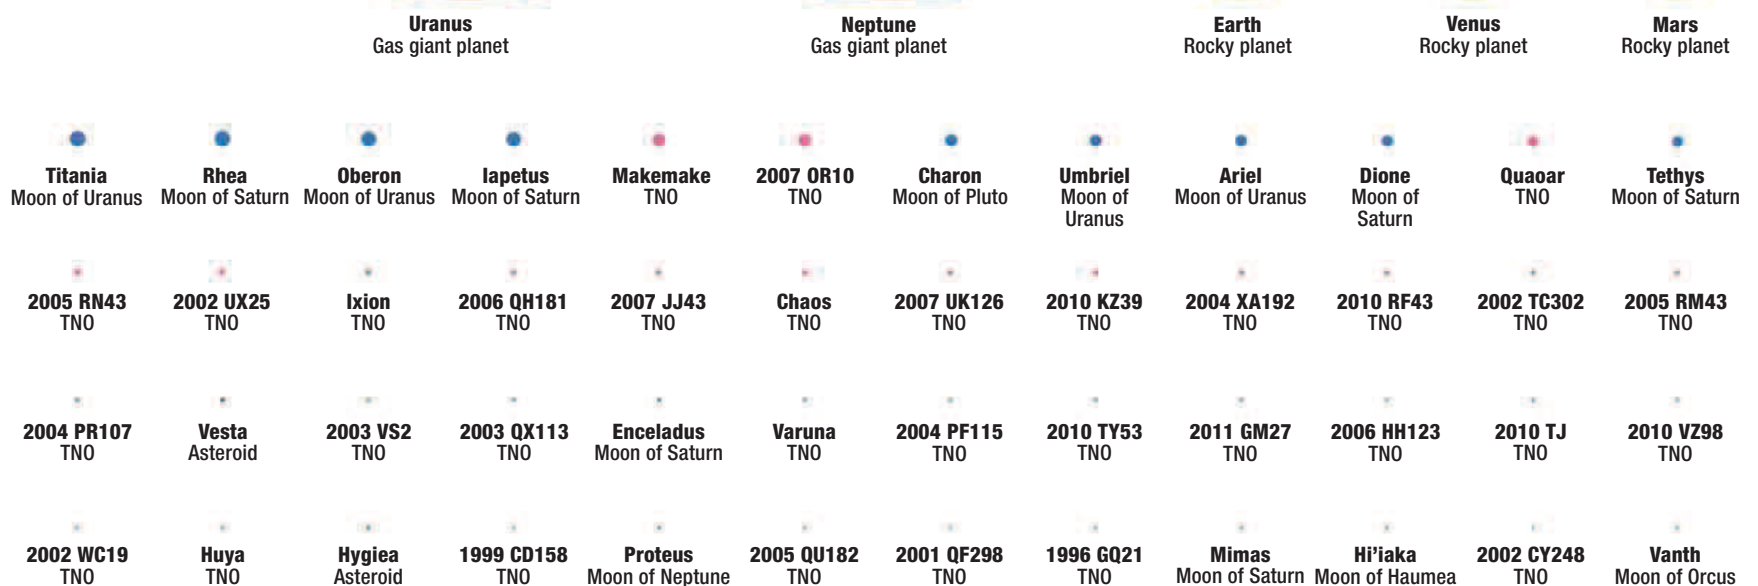 Uranus
Gas giant planet
Neptune
Gas giant planet
Earth
Rocky planet
Venus
Rocky planet
Mars
Rocky planet
Titania
Moon of Uranus
Rhea
Moon of Saturn
Oberon
Moon of Uranus
Iapetus
Moon of Saturn
Makemake
TNO
2007 OR10
TNO
Charon
Moon of Pluto
Umbriel
Moon of
Uranus
Ariel
Moon of Uranus
Dione
Moon of
Saturn
Quaoar
TNO
Tethys
Moon of Saturn
2005 RN43
TNO
2002 UX25
TNO
Ixion
TNO
2006 QH181
TNO
2007 JJ43
TNO
Chaos
TNO
2007 UK126
TNO
2010 KZ39
TNO
2004 XA192
TNO
2010 RF43
TNO
2002 TC302
TNO
2005 RM43
TNO
2004 PR107
TNO
Vesta
Asteroid
2003 VS2
TNO
2003 QX113
TNO
Enceladus
Moon of Saturn
Varuna
TNO
2004 PF115
TNO
2010 TY53
TNO
2011 GM27
TNO
2006 HH123
TNO
2010 TJ
TNO
2010 VZ98
TNO
2002 WC19
TNO
Huya
TNO
Hygiea
Asteroid
1999 CD158
TNO
Proteus
Moon of Neptune
2005 QU182
TNO
2001 QF298
TNO
1996 GQ21
TNO
Mimas
Moon of Saturn
Hi'iaka
Moon of Haumea
2002 CY248
TNO
Vanth
Moon of Orcus